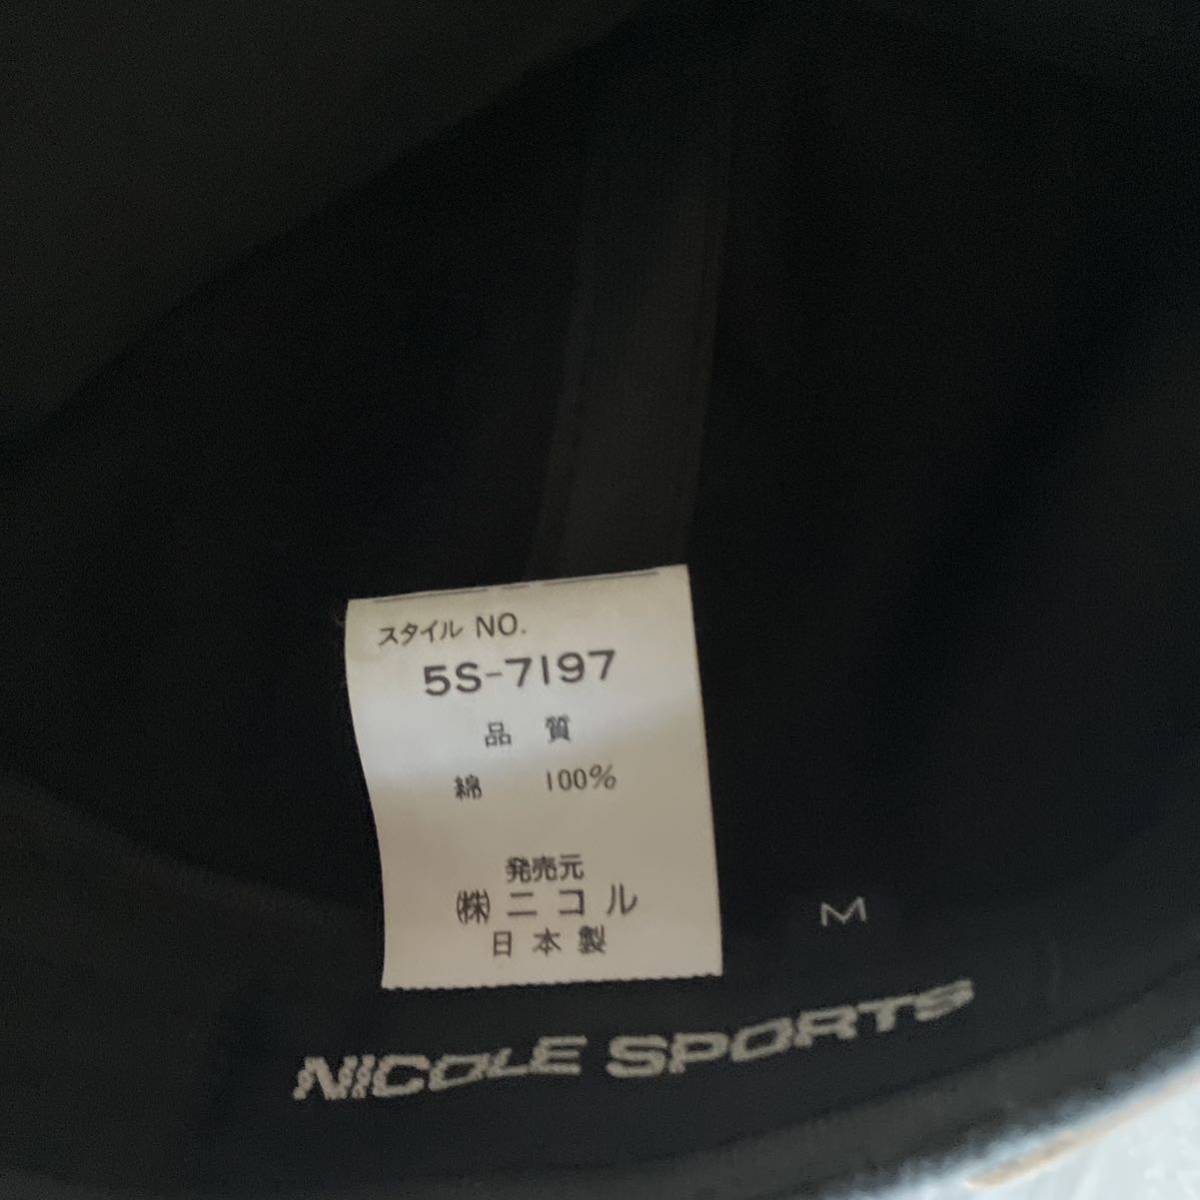 スタイル NO.
5S-7197
品 質
綿 100%
発売元
㈱ニコル
日本製
M
NICOLE SPORTS